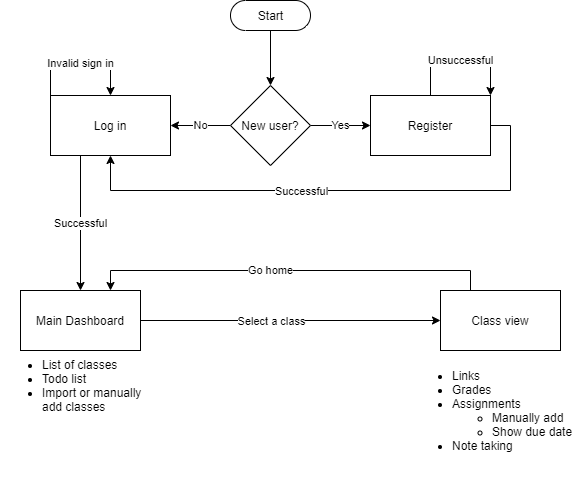 Start
Invalid sign in
Unsuccessful
Log in
No
New user?
Yes
Register
Successful
Successful
Go home
Main Dashboard
Select a class
Class view
List of classes
Todo list
Import or manually
add classes
Links
Grades
Assignments
Manually add
Show due date
Note taking